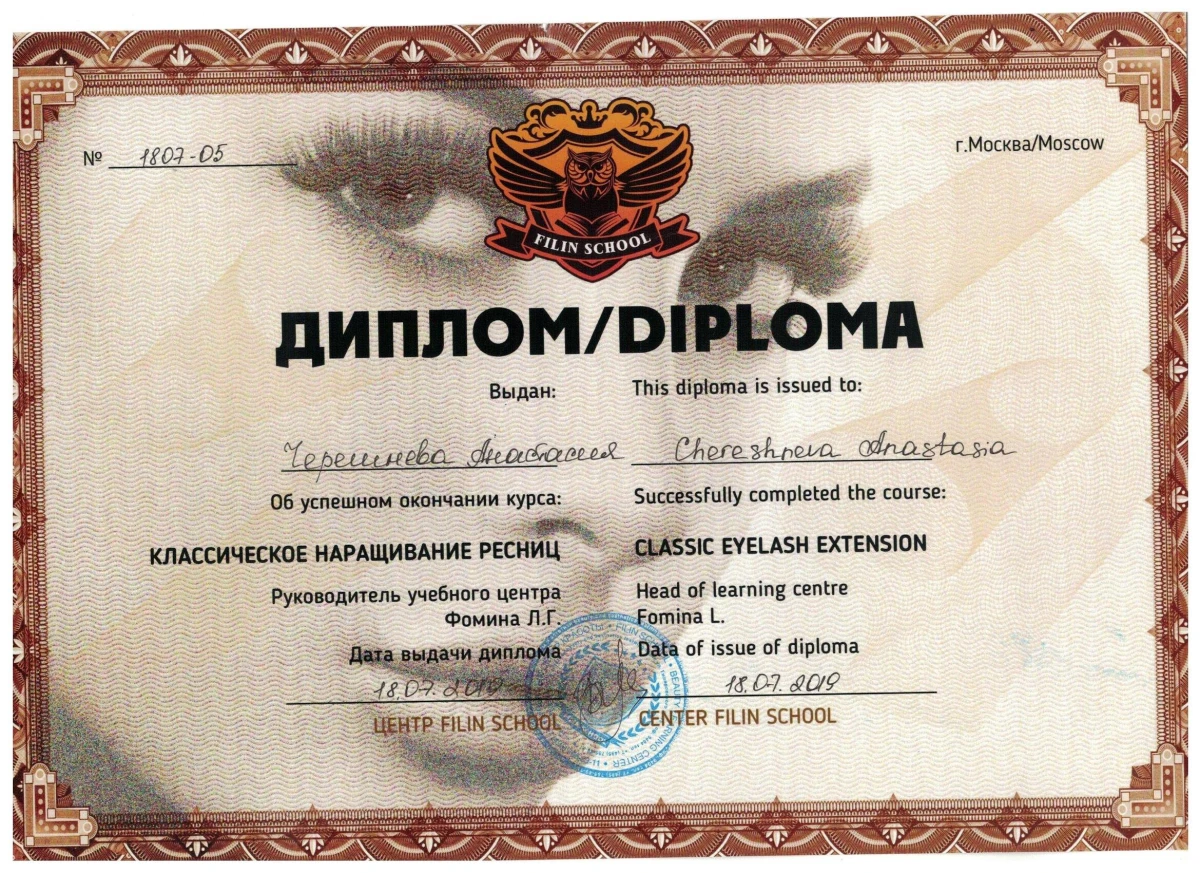 № 1807-05
г.Москва/Moscow
FILIN SCHOOL
ДИПЛОМ/DIPLOMA
Выдан:
This diploma is issued to:
Черешнева Анастасия
Chereshneva Anastasia
Об успешном окончании курса:
Successfully completed the course:
КЛАССИЧЕСКОЕ НАРАЩИВАНИЕ РЕСНИЦ
CLASSIC EYELASH EXTENSION
Руководитель учебного центра
Фомина Л.Г.
Head of learning centre
Fomina L.
Дата выдачи диплома
Data of issue of diploma
18.07.2019
18.07.2019
ЦЕНТР FILIN SCHOOL
CENTER FILIN SCHOOL